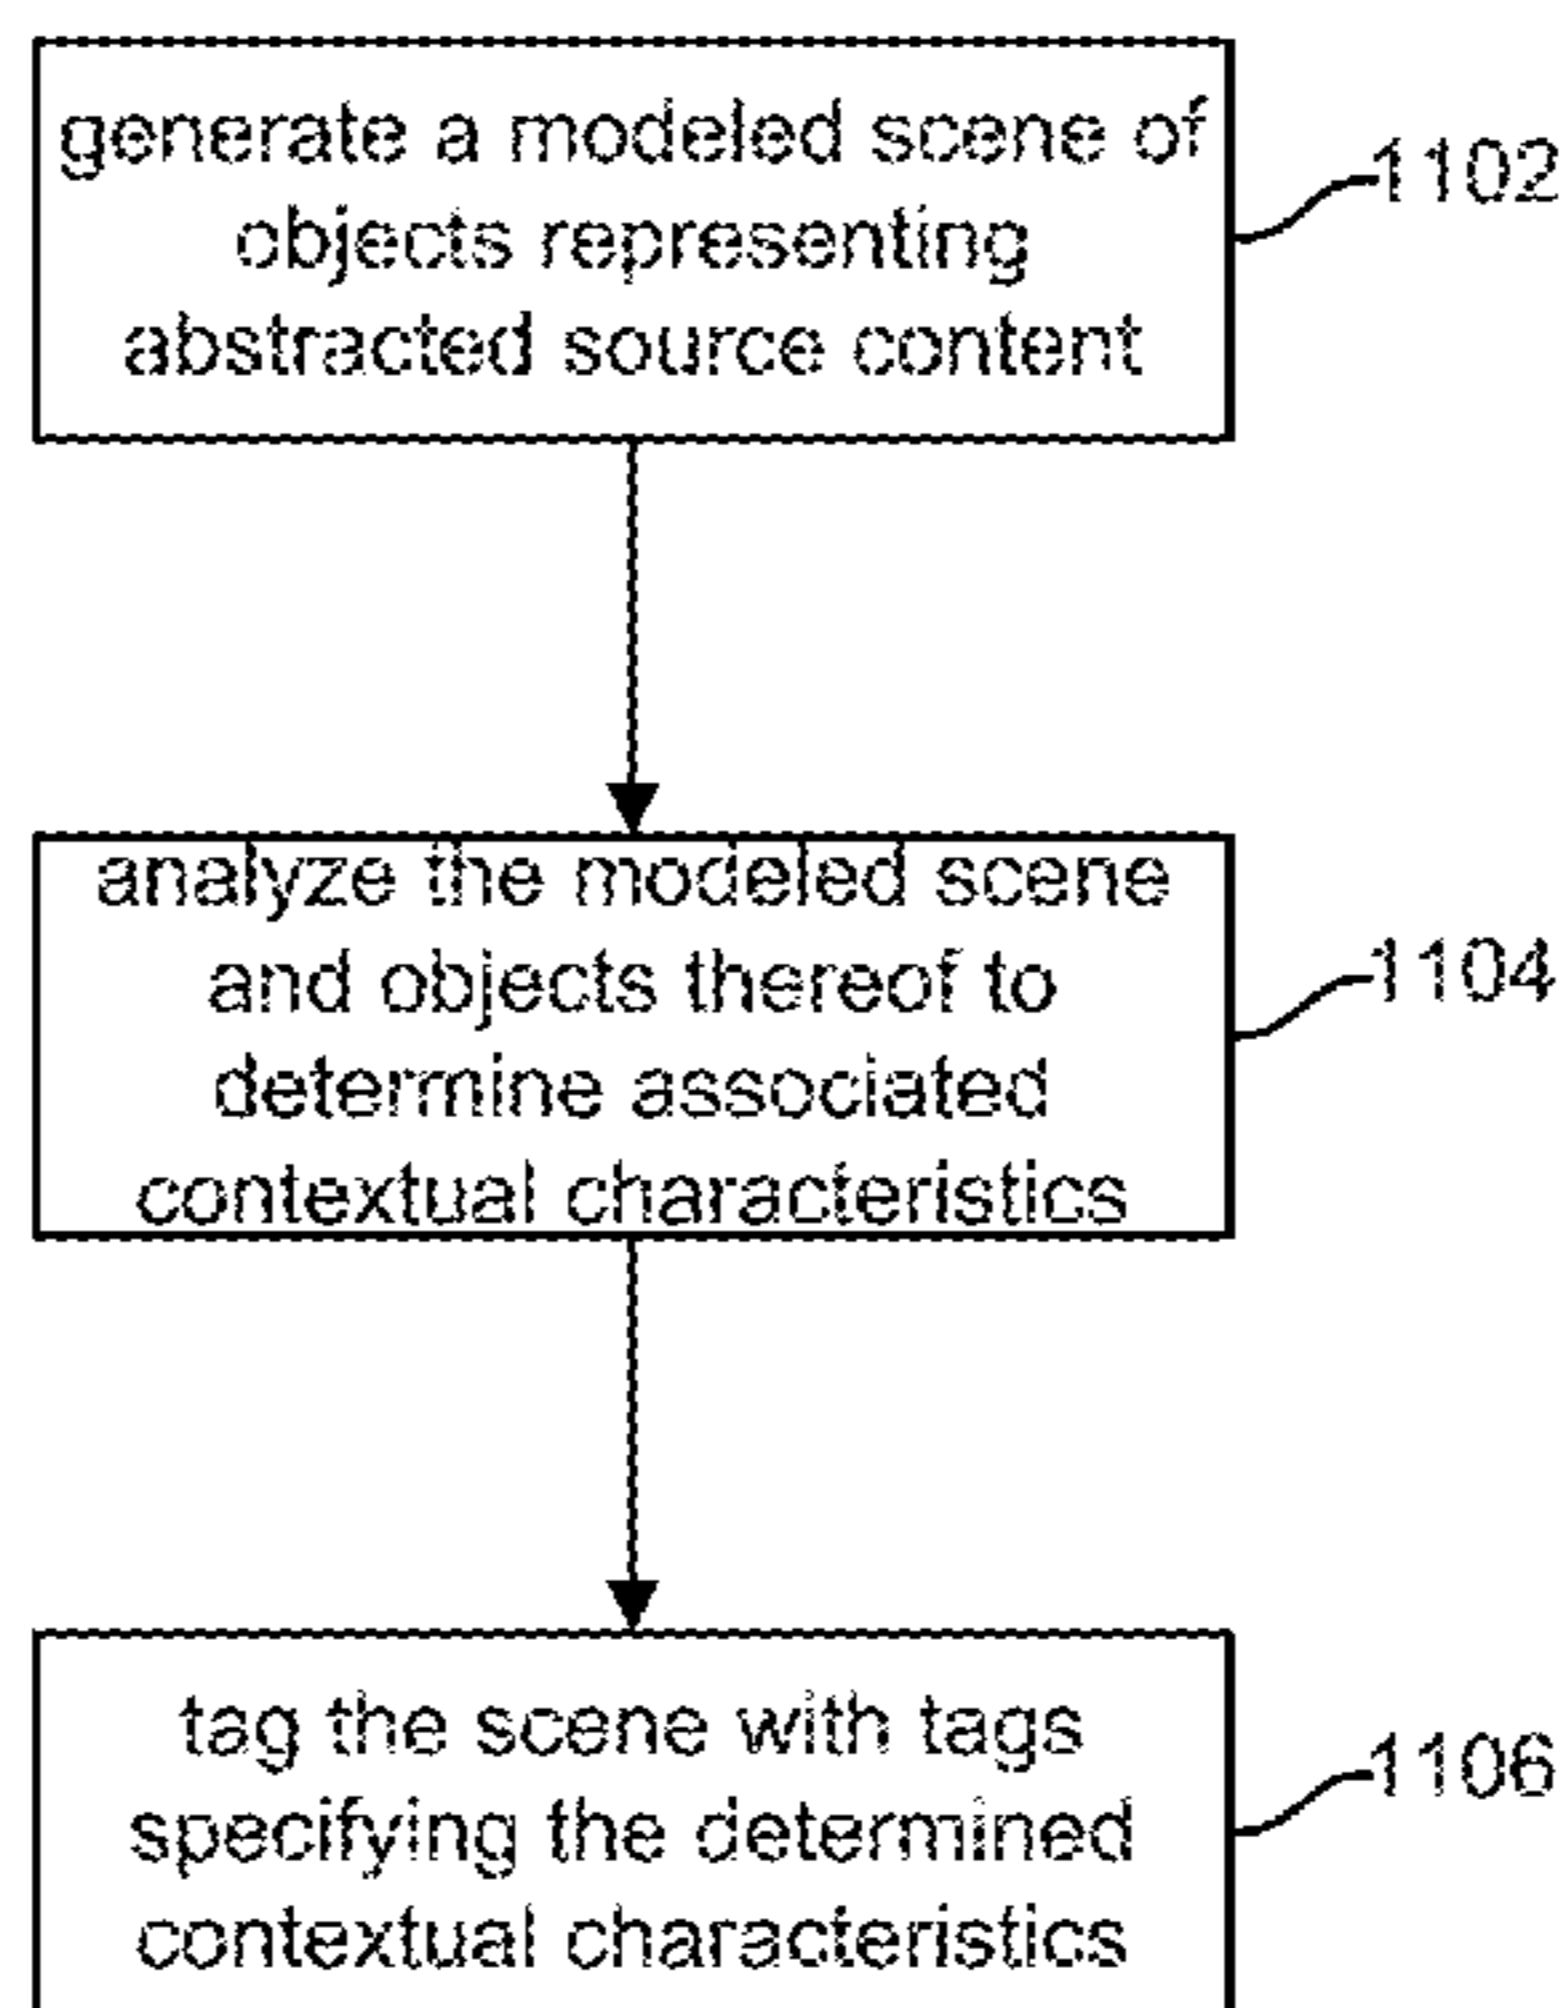 generate a modeled scene of
objects representing
abstracted source content
1102
analyze the modeled scene
and objects thereof to
determine associated
contextual characteristics
1104
tag the scene with tags
specifying the determined
contextual characteristics
1106